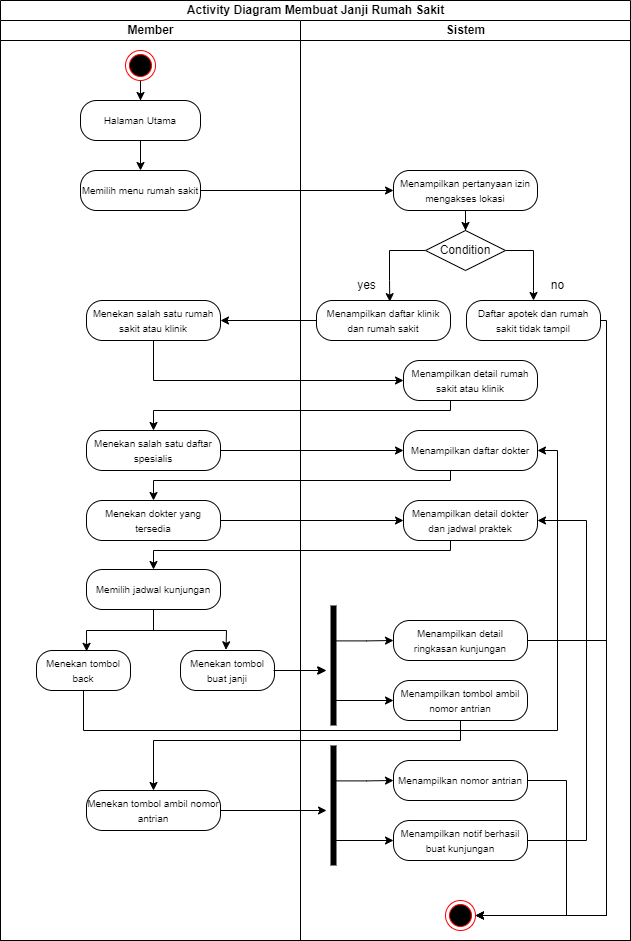 Activity Diagram Membuat Janji Rumah Sakit
Member
Sistem
Halaman Utama
Memilih menu rumah sakit
Menampilkan pertanyaan izin
mengakses lokasi
Condition
yes
no
Menekan salah satu rumah
sakit atau klinik
Menampilkan daftar klinik
dan rumah sakit
Daftar apotek dan rumah
sakit tidak tampil
Menampilkan detail rumah
sakit atau klinik
Menekan salah satu daftar
spesialis
Menampilkan daftar dokter
Menekan dokter yang
tersedia
Menampilkan detail dokter
dan jadwal praktek
Memilih jadwal kunjungan
Menekan tombol
back
Menekan tombol
buat janji
Menampilkan detail
ringkasan kunjungan
Menampilkan tombol ambil
nomor antrian
Menekan tombol ambil nomor
antrian
Menampilkan nomor antrian
Menampilkan notif berhasil
buat kunjungan